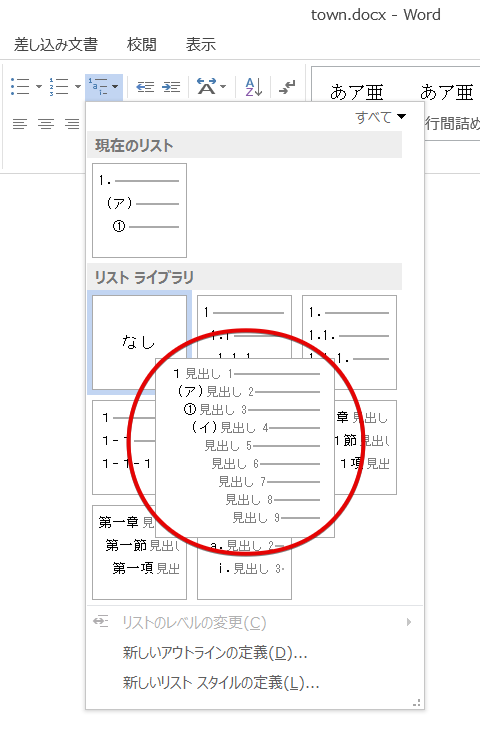 town.docx - Word
差し込み文書 校閲 表示
あア亜 あア亜
行間詰め
すべて
現在のリスト
1.
(ア)
①
リスト ライブラリ
なし
1
1.1
1.1.1
1.
1.1.
1.1.1.
1 見出し 1
(ア) 見出し 2
① 見出し 3
(イ) 見出し 4
見出し 5
見出し 6
見出し 7
見出し 8
見出し 9
1
1-1
1-1-1
章 見出
1節 見出
1項 見出
第一章 見出
第一節 見出
第一項 見出
a. 見出し 2
i. 見出し 3
リストのレベルの変更(C)
新しいアウトラインの定義(D)...
新しいリスト スタイルの定義(L)...